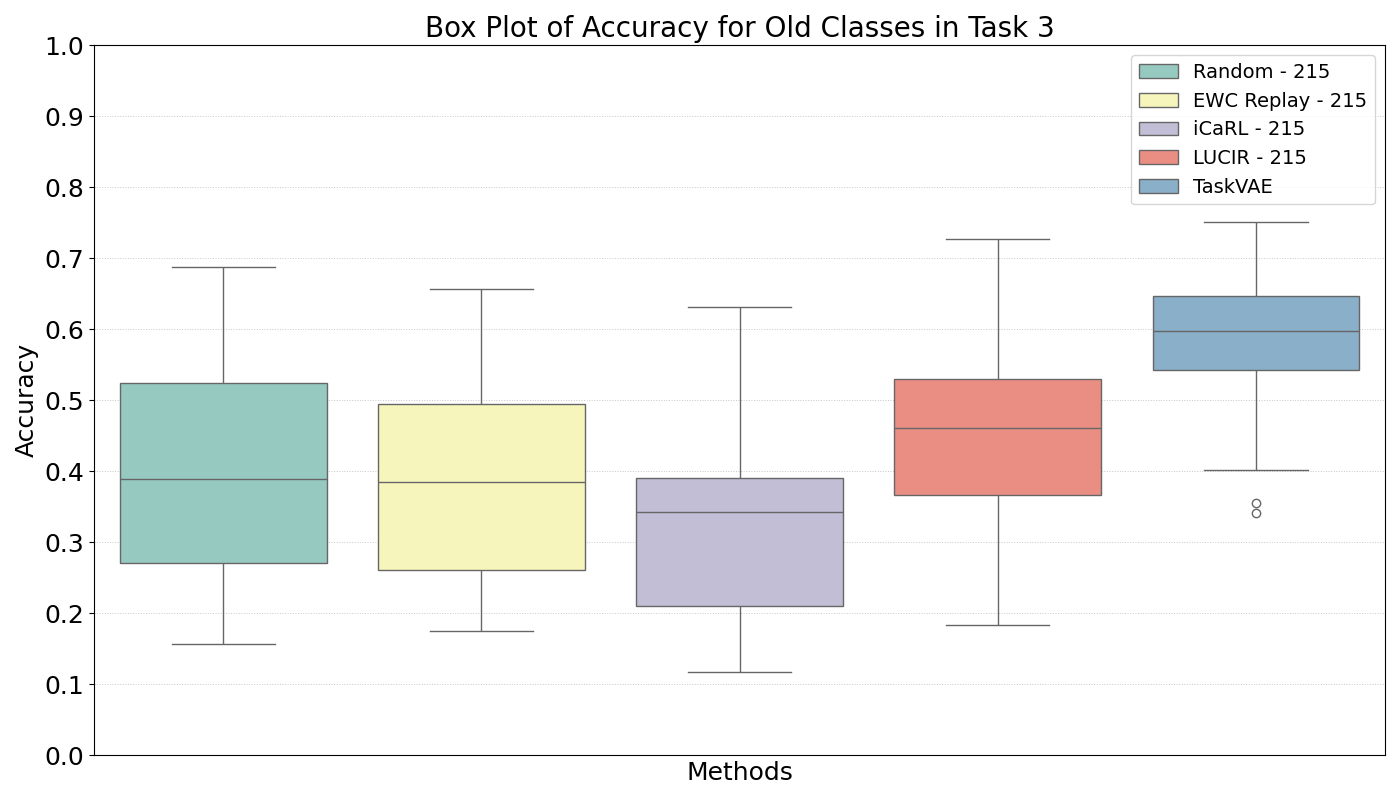 Box Plot of Accuracy for Old Classes in Task 3
1.0
0.9
0.8
0.7
0.6
0.5
0.4
0.3
0.2
0.1
0.0
Accuracy
Methods
Random - 215
EWC Replay - 215
iCaRL - 215
LUCIR - 215
TaskVAE